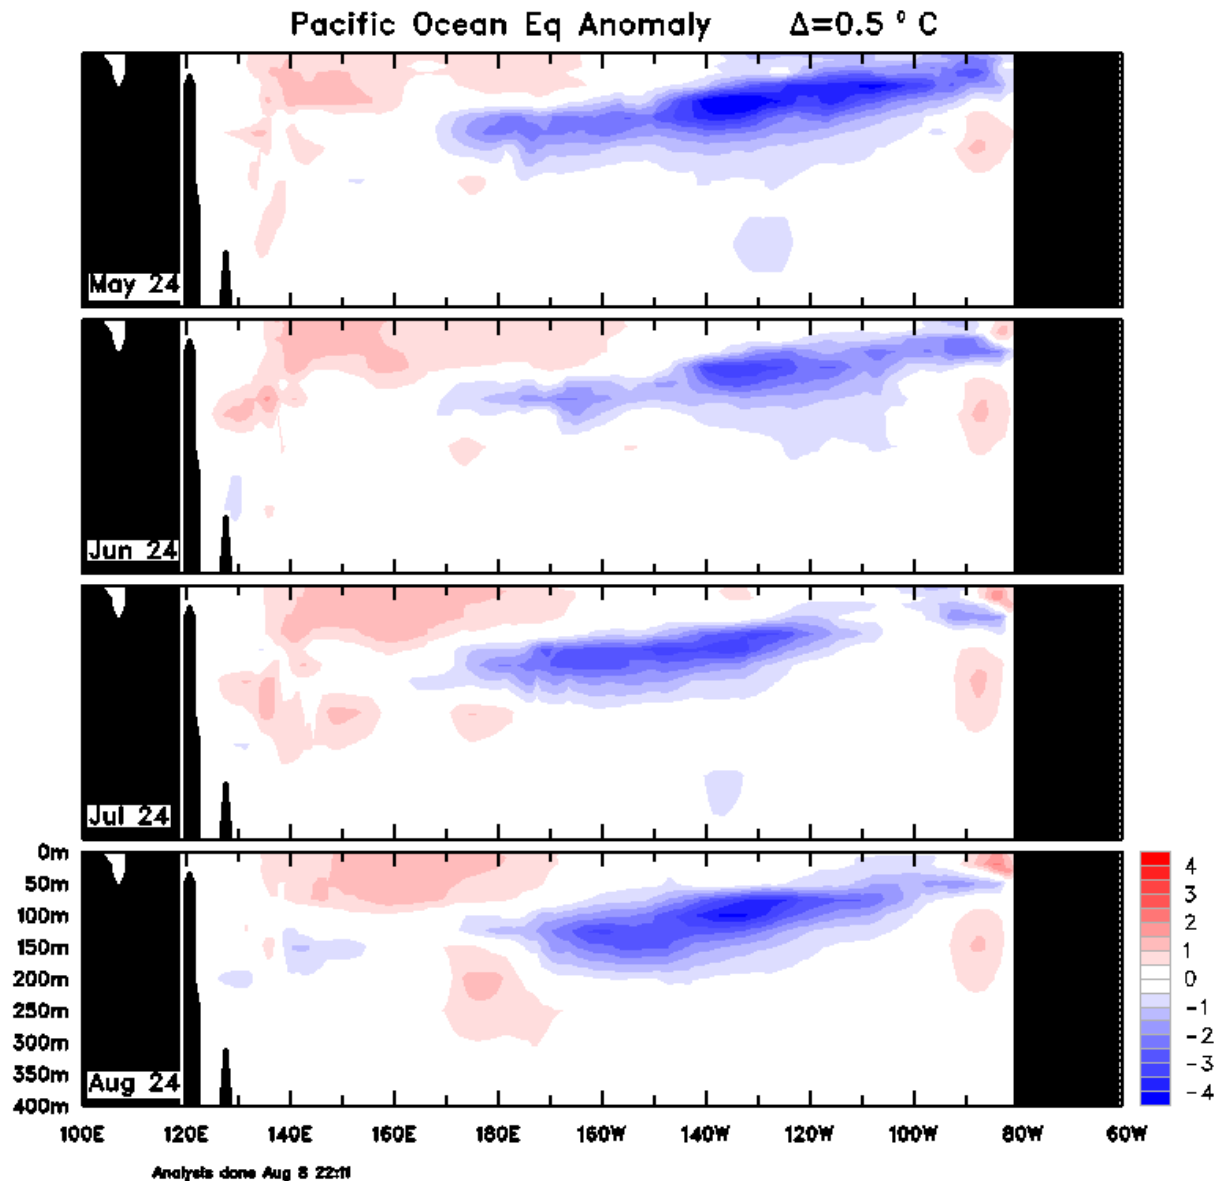 Pacific Ocean Eq Anomaly Δ=0.5 ° C
May 24
Jun 24
Jul 24
0m
50m
100m
150m
200m
250m
300m
350m
400m
Aug 24
4
3
2
1
0
-1
-2
-3
-4
100E 120E 140E 160E 180E 160W 140W 120W 100W 80W 60W
Analysis done Aug 8 22:11